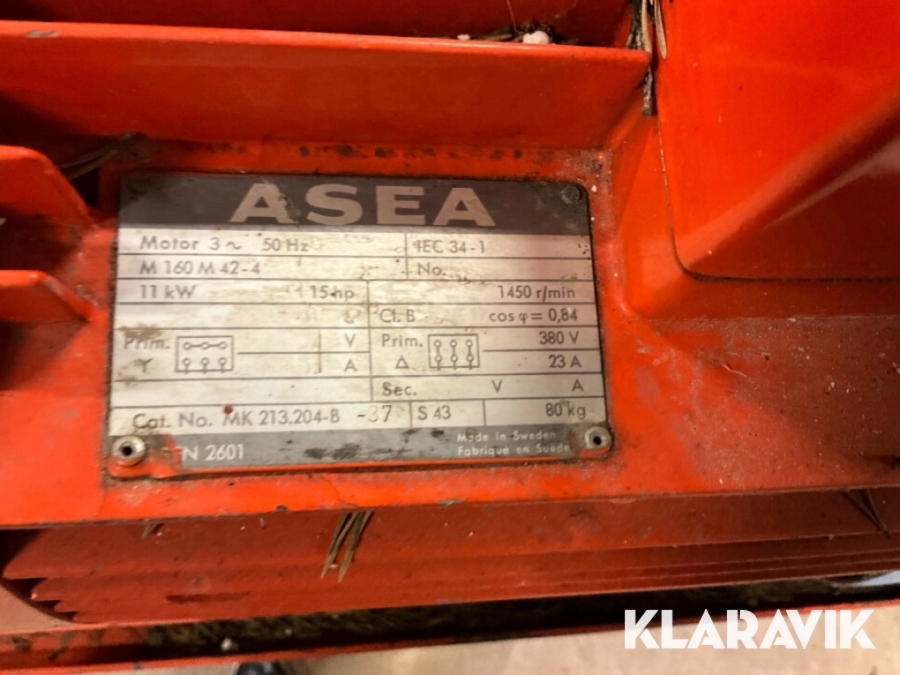 ASEA
Motor 3~ 50 Hz IEC 34-1
M 160 M 42-4 No.
11 kW 15 hp 1450 r/min
Cl. B cos φ = 0,84
Prim. V Prim. 380 V
Y A Δ 23 A
Sec. V A
Cat. No. MK 213.204-B -37 S 43 80 kg
N 2601 Made in Sweden
Fabriqué en Suède
KLARAVIK